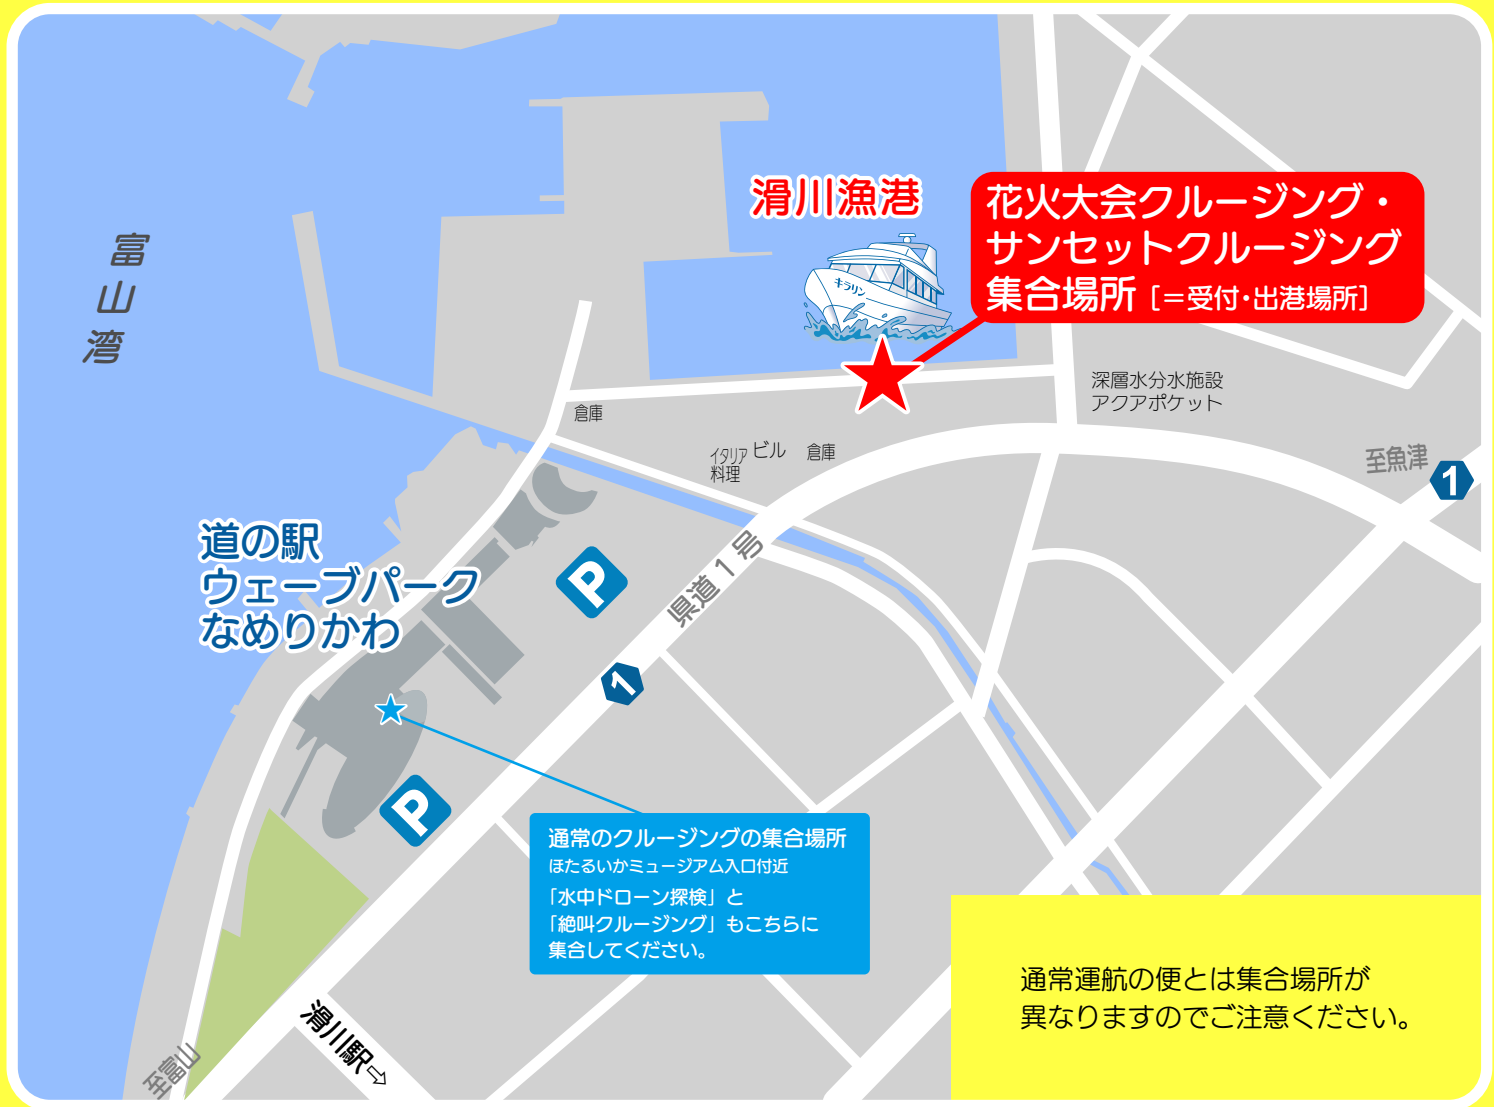 富
山
湾
滑川漁港
キラリン
花火大会クルージング・
サンセットクルージング
集合場所 [＝受付・出港場所]
深層水分水施設
アクアポケット
倉庫
イタリア
料理
ビル
倉庫
至魚津
1
道の駅
ウェーブパーク
なめりかわ
P
県道1号
1
P
通常のクルージングの集合場所
ほたるいかミュージアム入口付近
「水中ドローン探検」と
「絶叫クルージング」もこちらに
集合してください。
通常運航の便とは集合場所が
異なりますのでご注意ください。
滑川駅⇨
至富山